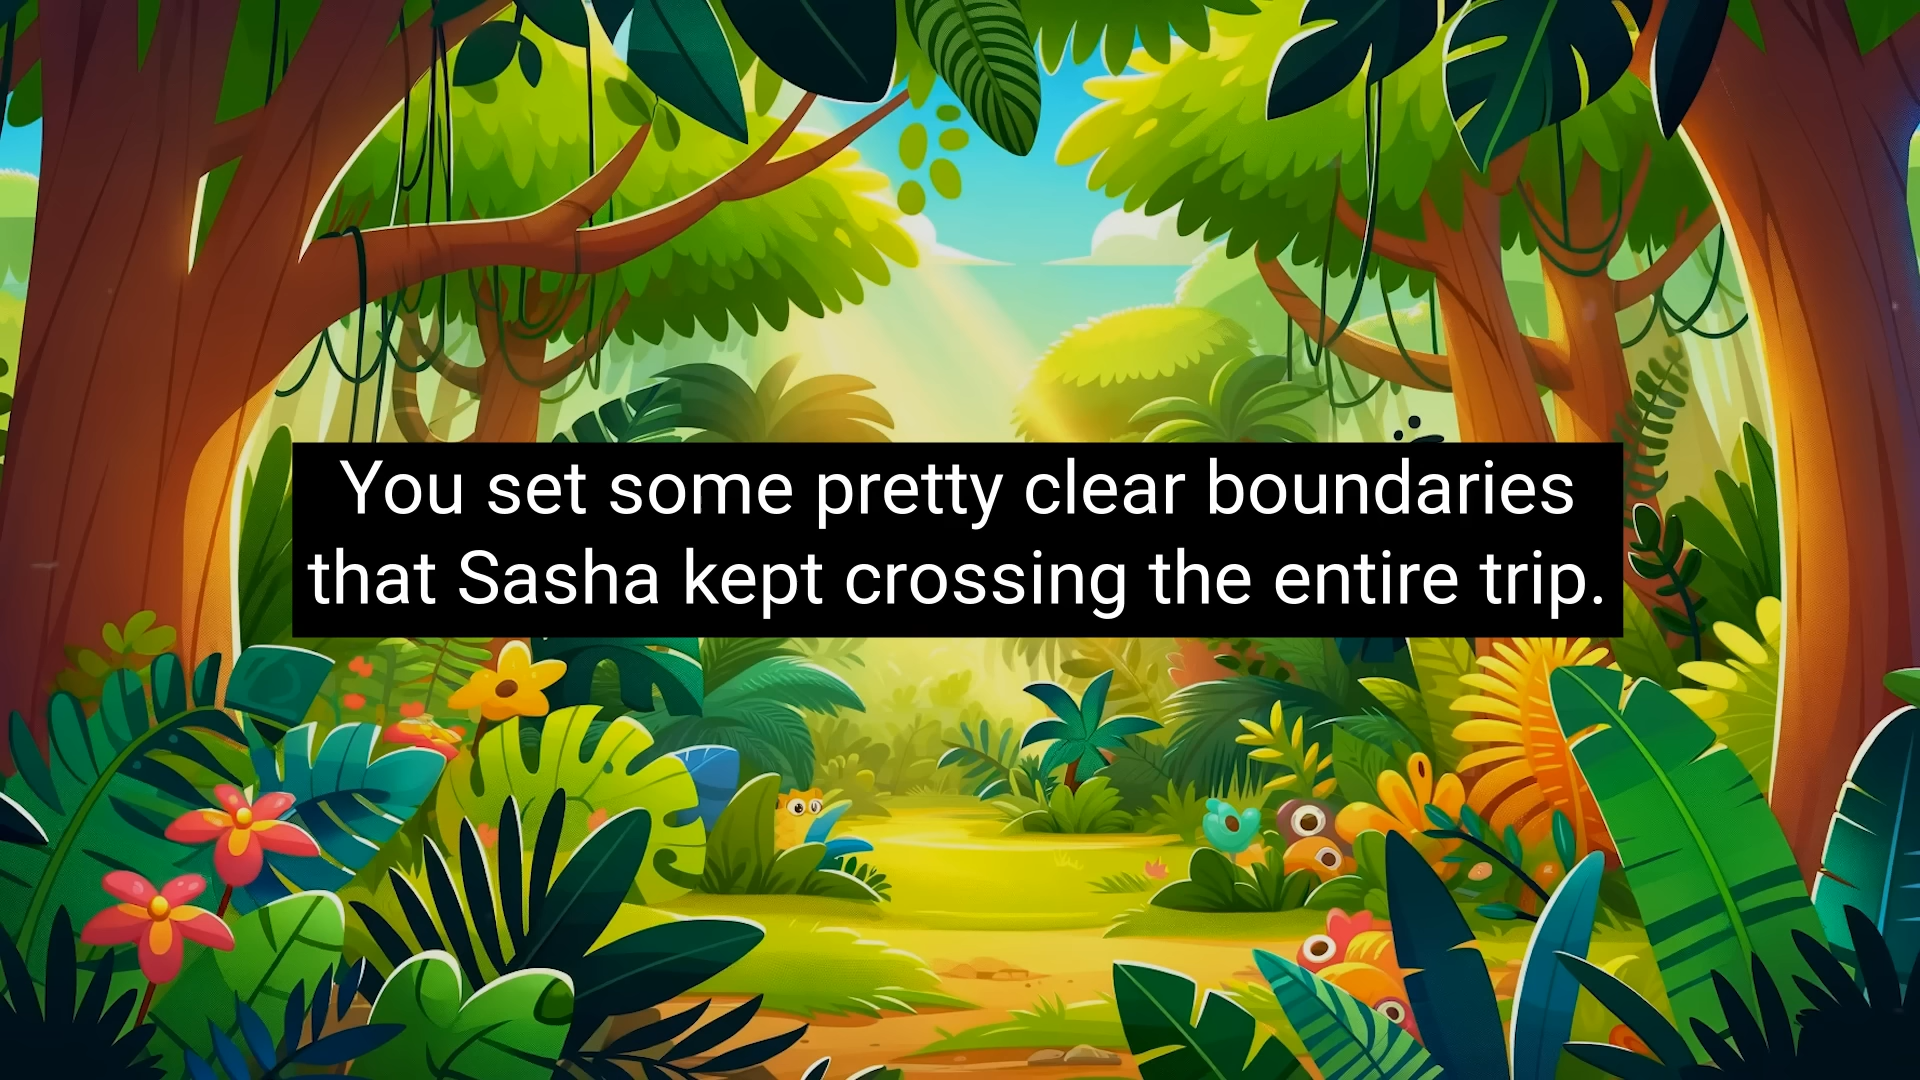 You set some pretty clear boundaries
that Sasha kept crossing the entire trip.